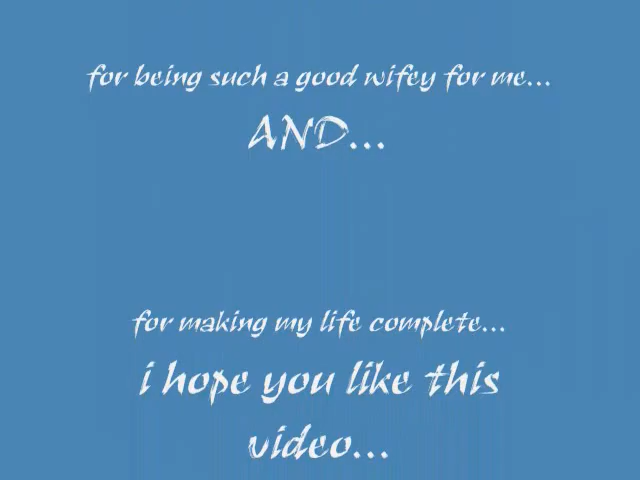 for being such a good wifey for me...
AND...
for making my life complete...
i hope you like this
video...